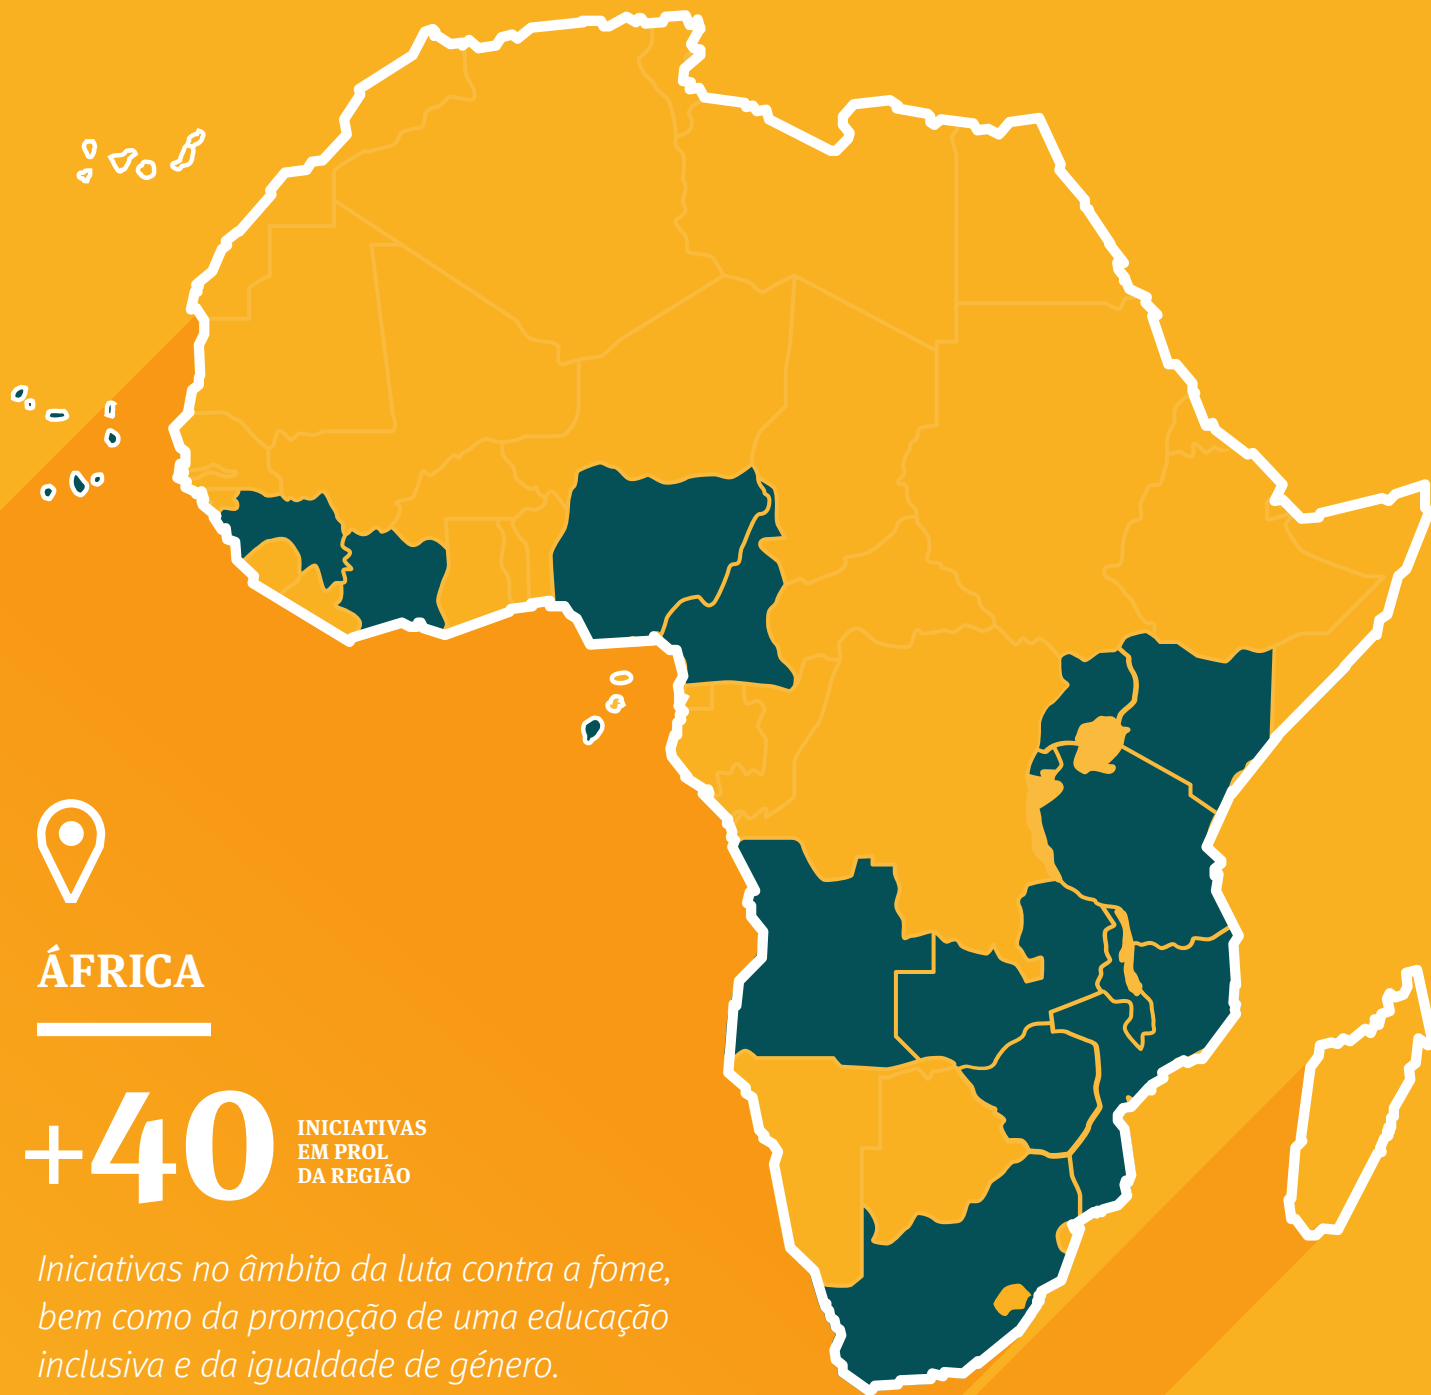 ÁFRICA
+40
INICIATIVAS
EM PROL
DA REGIÃO
Iniciativas no âmbito da luta contra a fome,
bem como da promoção de uma educação
inclusiva e da igualdade de género.